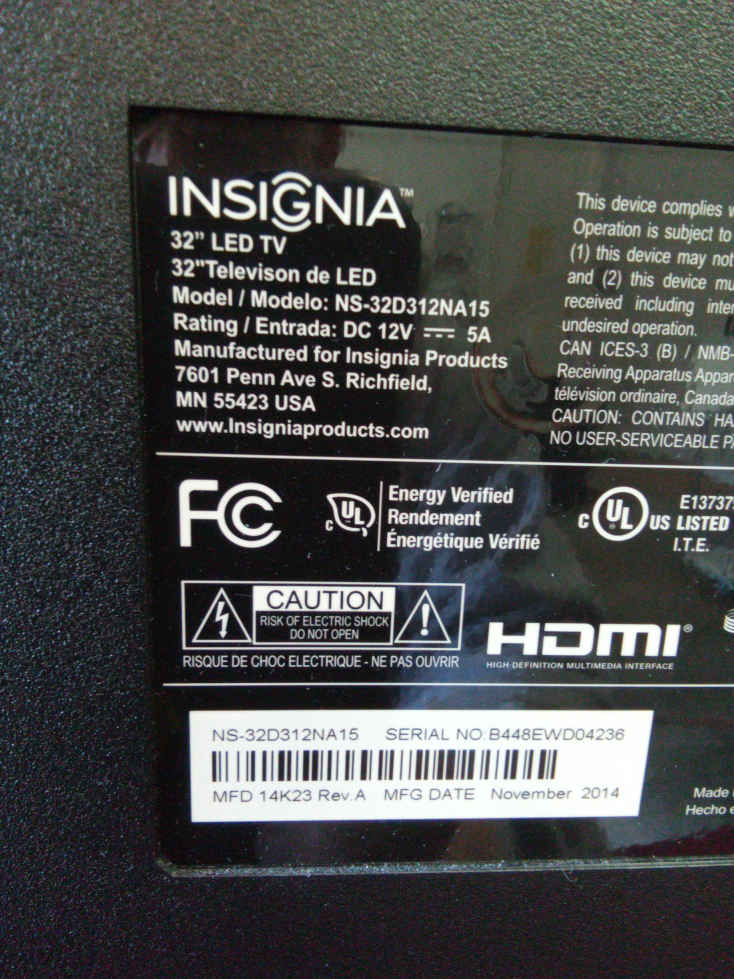 INSIGNIA™
32” LED TV
32"Televison de LED
Model / Modelo: NS-32D312NA15
Rating / Entrada: DC 12V ⎓ 5A
Manufactured for Insignia Products
7601 Penn Ave S. Richfield,
MN 55423 USA
www.Insigniaproducts.com
This device complies
Operation is subject to
(1) this device may not
and (2) this device
received including
undesired operation.
CAN ICES-3 (B) / NMB-
Receiving Apparatus
télévision ordinaire, Canada
CAUTION: CONTAINS
NO USER-SERVICEABLE
FC
c UL
Energy Verified
Rendement
Énergétique Vérifié
c UL US LISTED
E13737
I.T.E.
CAUTION
RISK OF ELECTRIC SHOCK
DO NOT OPEN
RISQUE DE CHOC ELECTRIQUE - NE PAS OUVRIR
HDMI®
HIGH-DEFINITION MULTIMEDIA INTERFACE
NS-32D312NA15 SERIAL NO:B448EWD04236
MFD 14K23 Rev.A MFG DATE November 2014
Made
Hecho